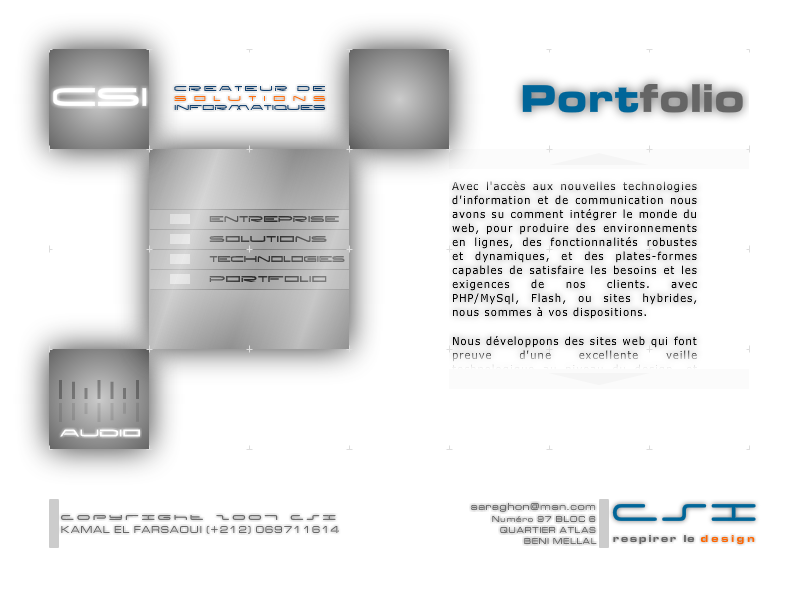 CSI
CREATEUR DE
SOLUTIONS
INFORMATIQUES
Portfolio
ENTREPRISE
SOLUTIONS
TECHNOLOGIES
PORTFOLIO
Avec l'accès aux nouvelles technologies
d'information et de communication nous
avons su comment intégrer le monde du
web, pour produire des environnements
en lignes, des fonctionnalités robustes
et dynamiques, et des plates-formes
capables de satisfaire les besoins et les
exigences de nos clients. avec
PHP/MySql, Flash, ou sites hybrides,
nous sommes à vos dispositions.
Nous développons des sites web qui font
preuve d'une excellente veille
AUDIO
COPYRIGHT 2007 CSI
KAMAL EL FARSAOUI (+212) 069711614
sareghon@msn.com
Numéro 97 BLOC 6
QUARTIER ATLAS
BENI MELLAL
CSI
respirer le design